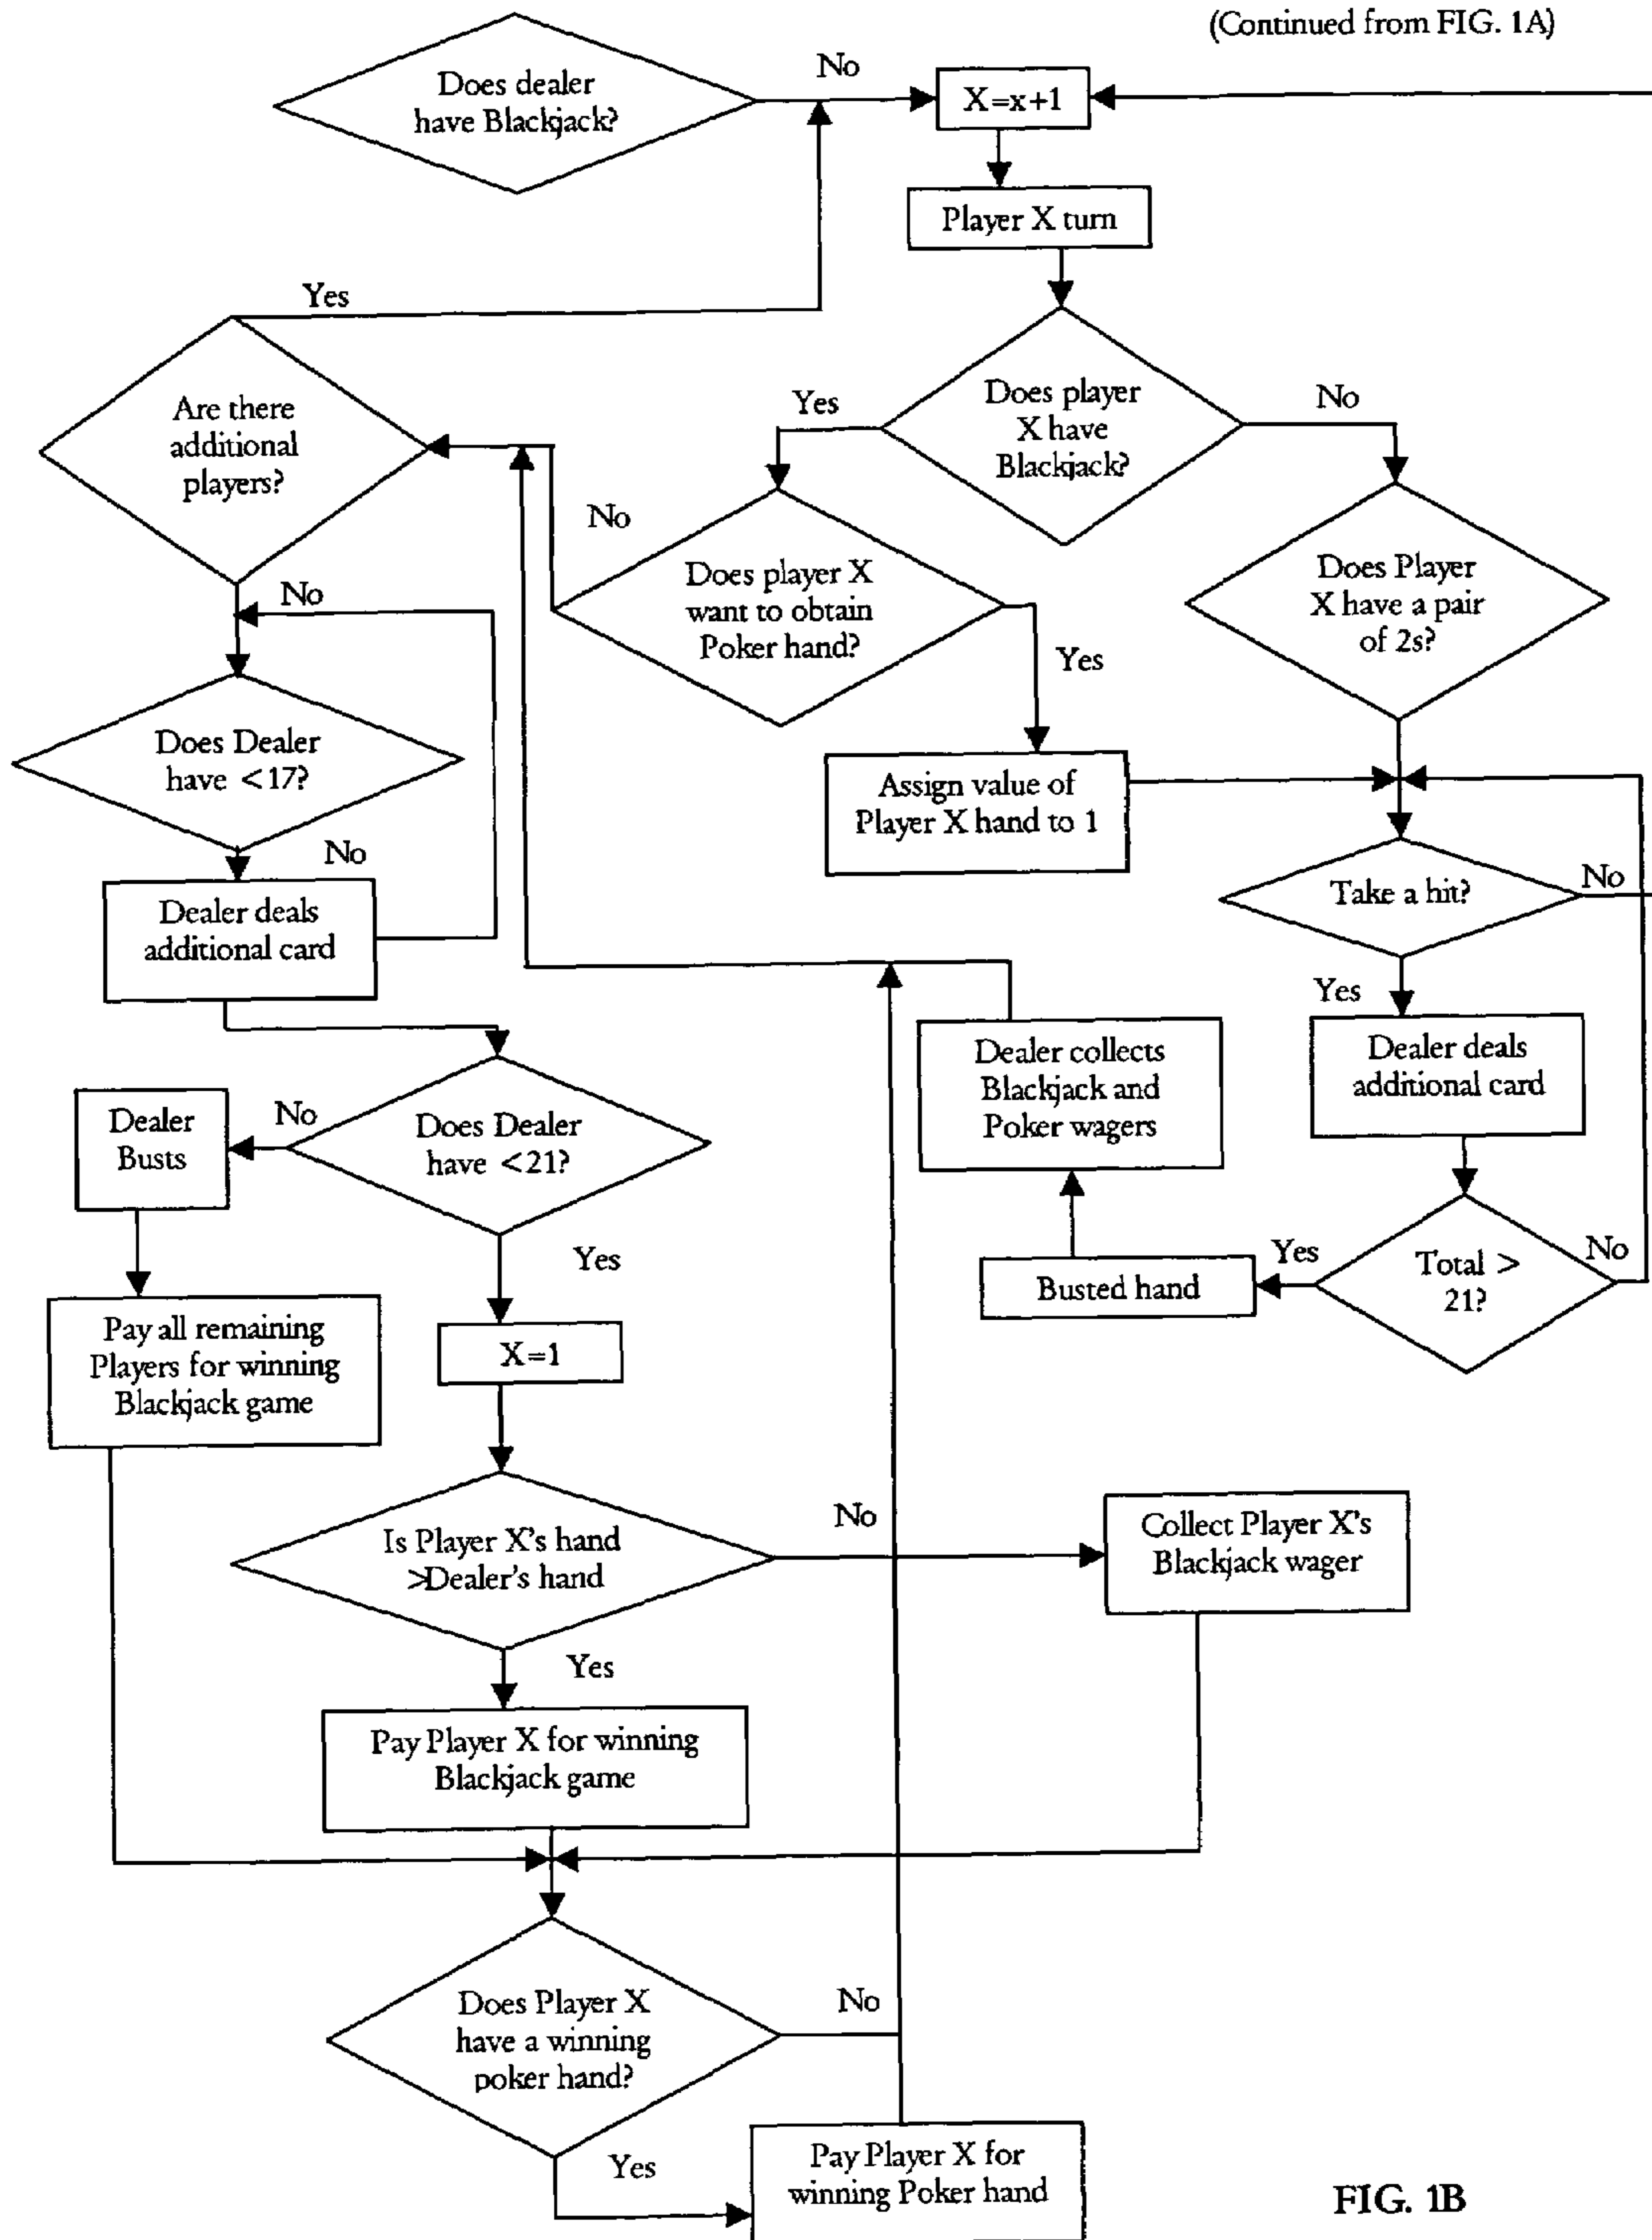 (Continued from FIG. 1A)
Does dealer
have Blackjack?
No
X=x+1
Player X turn
Yes
Are there
additional
players?
Yes
Does player
X have
Blackjack?
No
No
Does player X
want to obtain
Poker hand?
Yes
Does Player
X have a pair
of 2s?
No
Does Dealer
have <17?
No
Assign value of
Player X hand to 1
Take a hit?
No
Dealer deals
additional card
Yes
Dealer collects
Blackjack and
Poker wagers
Dealer deals
additional card
Dealer
Busts
No
Does Dealer
have <21?
Yes
Busted hand
Yes
Total >
21?
No
Pay all remaining
Players for winning
Blackjack game
X=1
Is Player X's hand
>Dealer's hand
No
Collect Player X's
Blackjack wager
Yes
Pay Player X for winning
Blackjack game
Does Player X
have a winning
poker hand?
No
Yes
Pay Player X for
winning Poker hand
FIG. 1B